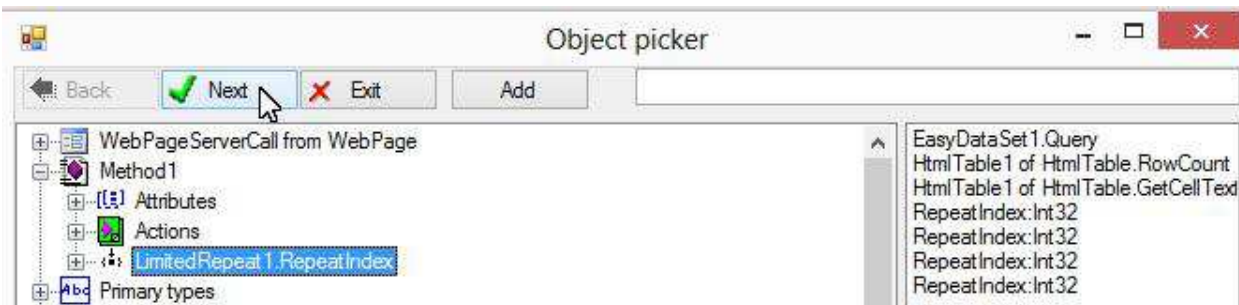 Object picker
Back Next Exit Add
WebPageServerCall from WebPage
Method1
Attributes
Actions
LimitedRepeat1.RepeatIndex
Abc Primary types
EasyDataSet1.Query
HtmlTable1 of HtmlTable.RowCount
HtmlTable1 of HtmlTable.GetCellText
RepeatIndex:Int32
RepeatIndex:Int32
RepeatIndex:Int32
RepeatIndex:Int32